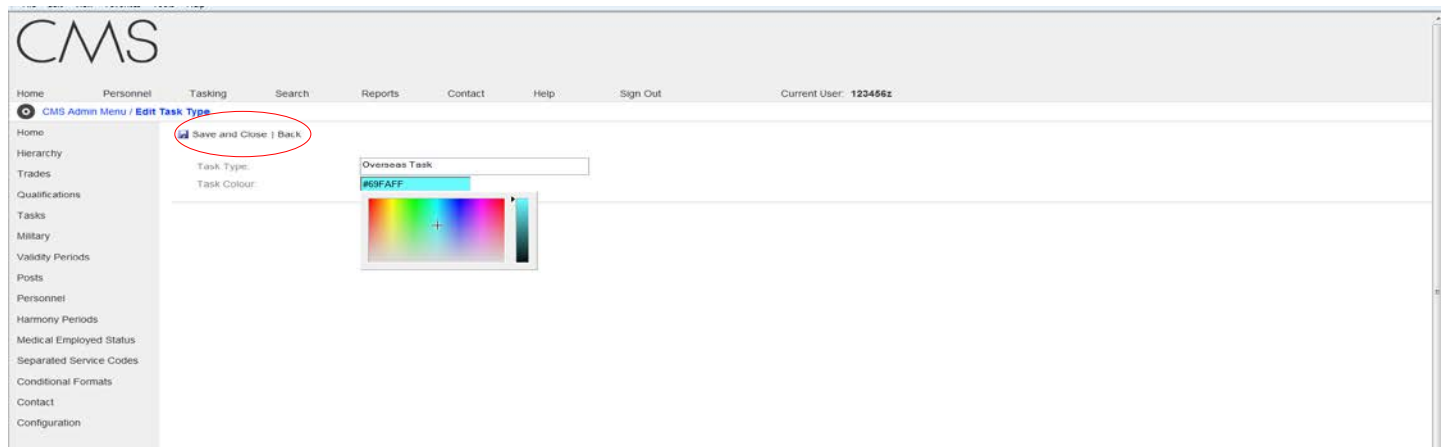 CMS
Home Personnel Tasking Search Reports Contact Help Sign Out Current User: 123456z
CMS Admin Menu / Edit Task Type
Home
Hierarchy
Trades
Qualifications
Tasks
Military
Validity Periods
Posts
Personnel
Harmony Periods
Medical Employed Status
Separated Service Codes
Conditional Formats
Contact
Configuration
Save and Close | Back
Task Type: Overseas Task
Task Colour: #69FAFF